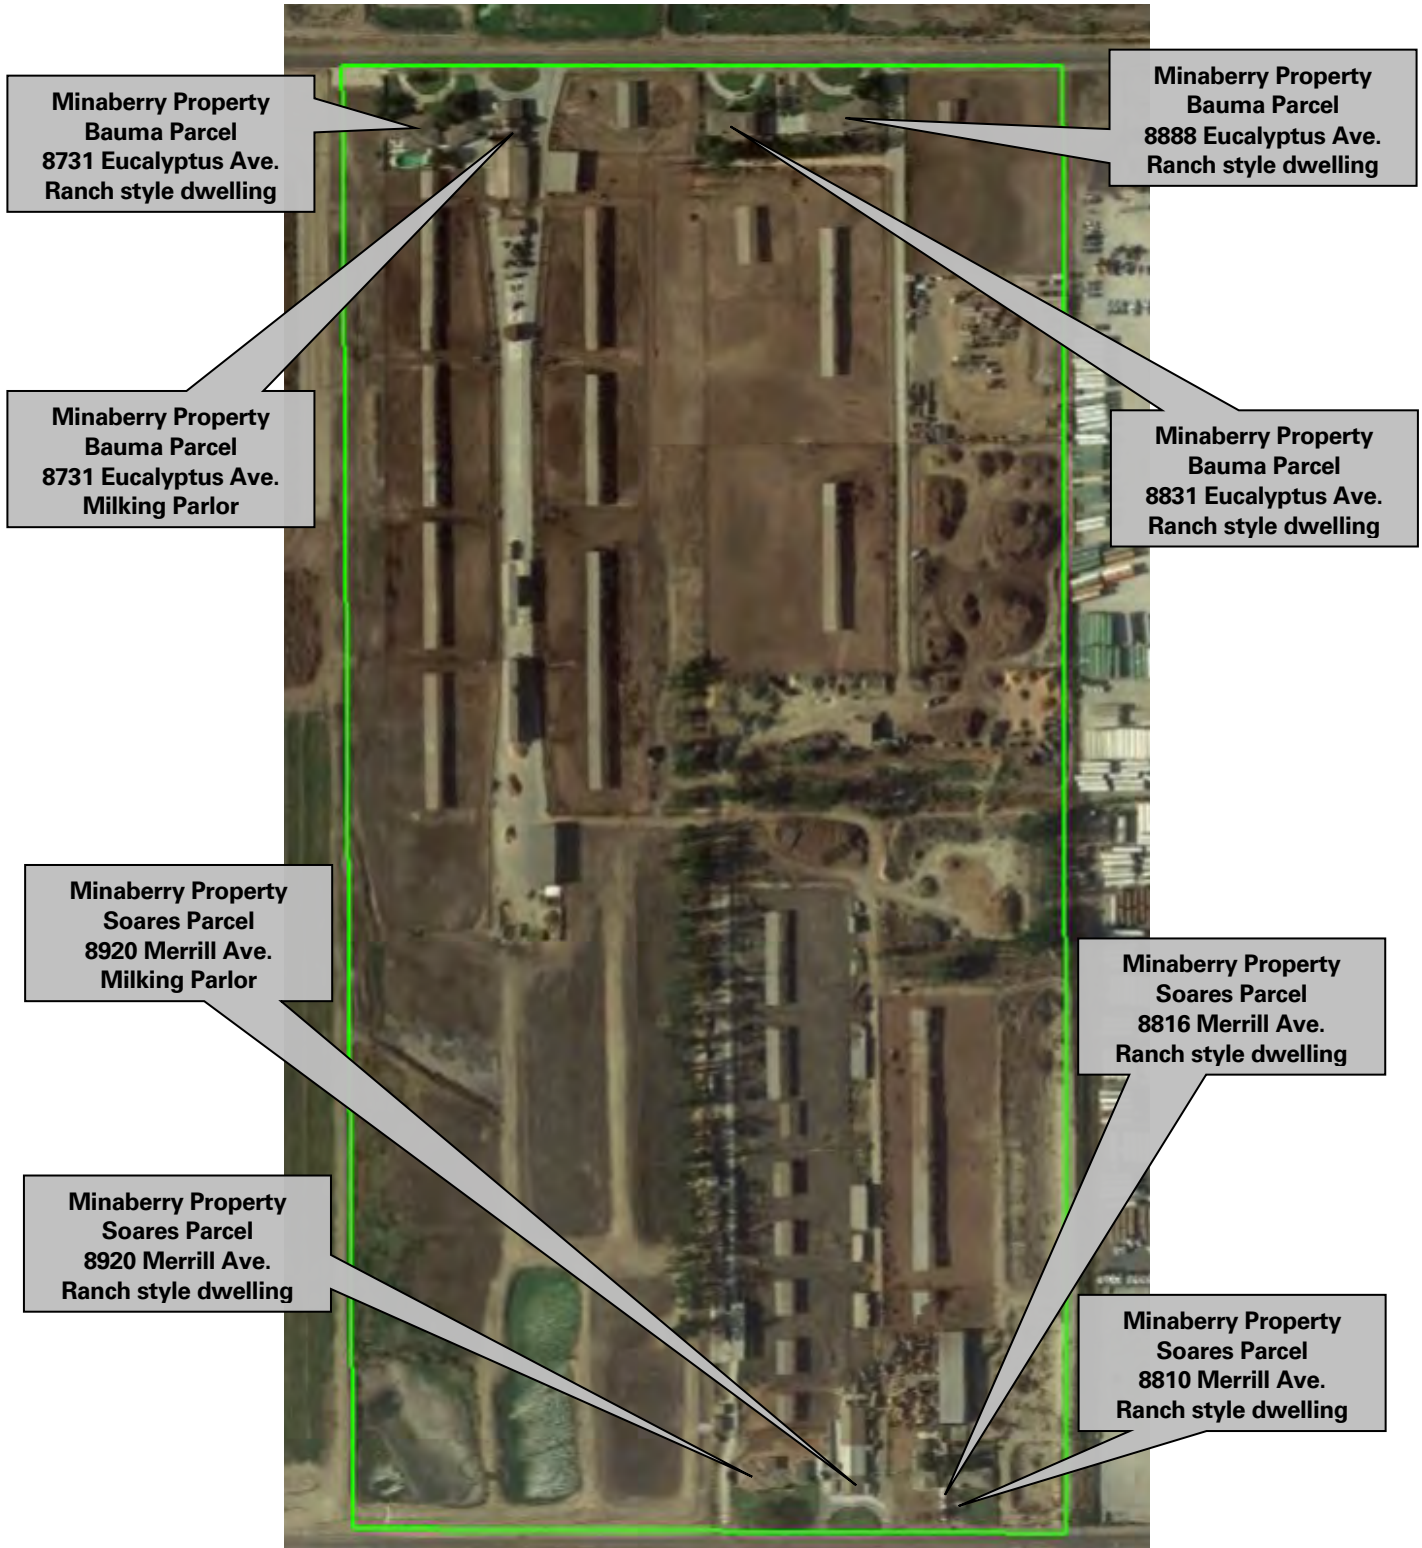 Minaberry Property
Bauma Parcel
8731 Eucalyptus Ave.
Ranch style dwelling
Minaberry Property
Bauma Parcel
8888 Eucalyptus Ave.
Ranch style dwelling
Minaberry Property
Bauma Parcel
8731 Eucalyptus Ave.
Milking Parlor
Minaberry Property
Bauma Parcel
8831 Eucalyptus Ave.
Ranch style dwelling
Minaberry Property
Soares Parcel
8920 Merrill Ave.
Milking Parlor
Minaberry Property
Soares Parcel
8816 Merrill Ave.
Ranch style dwelling
Minaberry Property
Soares Parcel
8920 Merrill Ave.
Ranch style dwelling
Minaberry Property
Soares Parcel
8810 Merrill Ave.
Ranch style dwelling